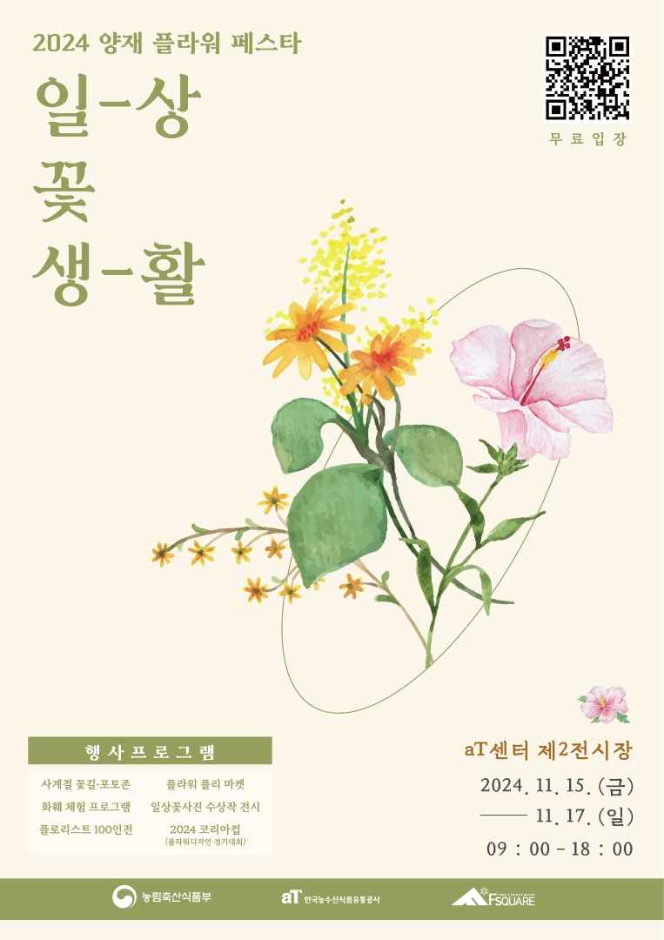 2024 양재 플라워 페스타
일-상
꽃
생-활
무료입장
행사프로그램
사계절 꽃길·포토존
플라워 플리 마켓
화훼 체험 프로그램
일상꽃사진 수상작 전시
플로리스트 100인전
2024 코리아컵
(플라워디자인 경기대회)
aT센터 제2전시장
2024. 11. 15. (금)
11. 17. (일)
09 : 00 - 18 : 00
농림축산식품부
aT 한국농수산식품유통공사
FSQUARE